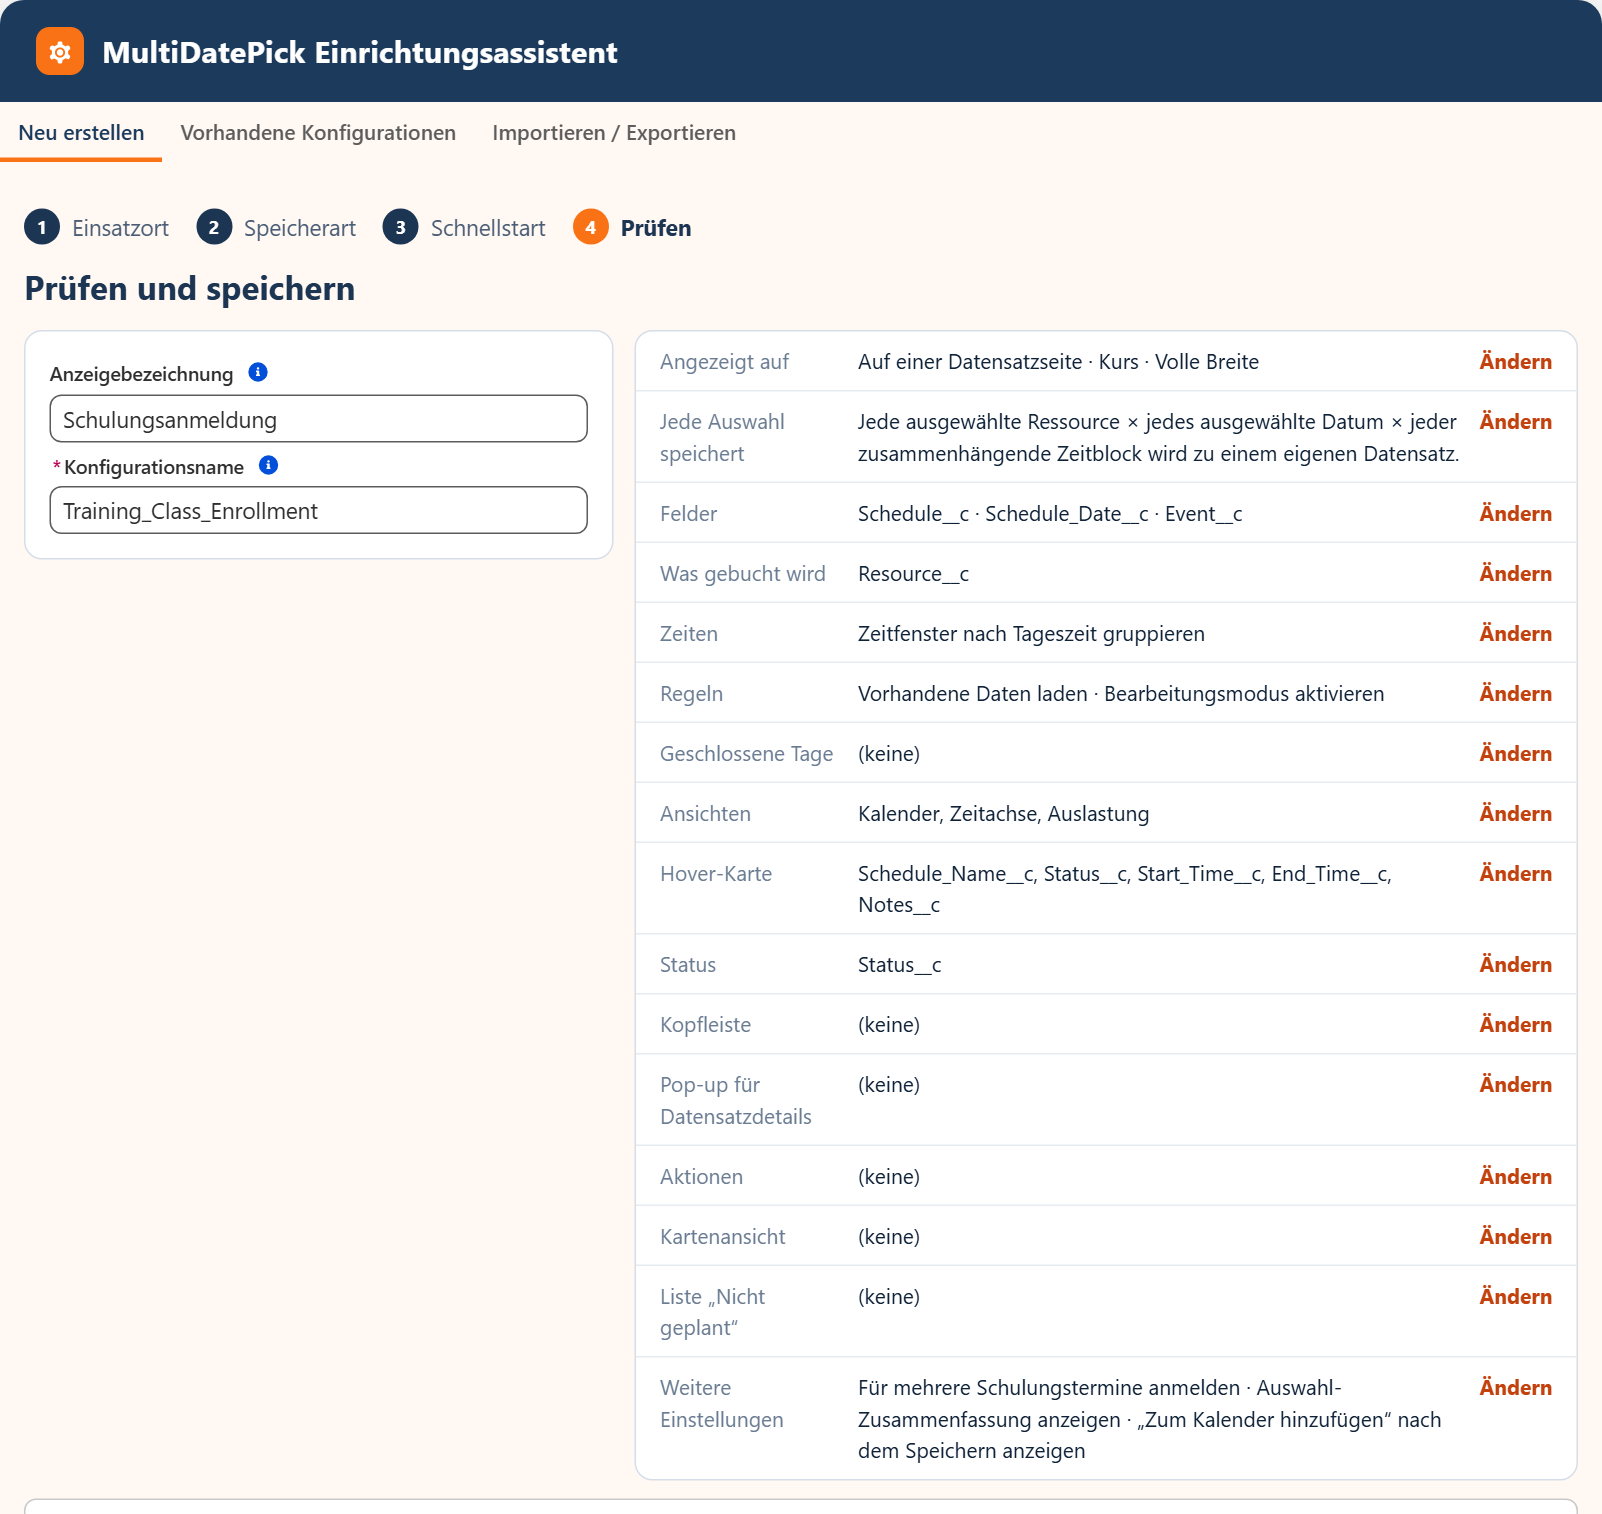 MultiDatePick Einrichtungsassistent
Neu erstellen Vorhandene Konfigurationen Importieren / Exportieren
1 Einsatzort 2 Speicherart 3 Schnellstart 4 Prüfen
Prüfen und speichern
Anzeigebezeichnung
Schulungsanmeldung
*Konfigurationsname
Training_Class_Enrollment
Angezeigt auf Auf einer Datensatzseite · Kurs · Volle Breite Ändern
Jede Auswahl speichert Jede ausgewählte Ressource × jedes ausgewählte Datum × jeder Ändern
zusammenhängende Zeitblock wird zu einem eigenen Datensatz.
Felder Schedule__c · Schedule_Date__c · Event__c Ändern
Was gebucht wird Resource__c Ändern
Zeiten Zeitfenster nach Tageszeit gruppieren Ändern
Regeln Vorhandene Daten laden · Bearbeitungsmodus aktivieren Ändern
Geschlossene Tage (keine) Ändern
Ansichten Kalender, Zeitachse, Auslastung Ändern
Hover-Karte Schedule_Name__c, Status__c, Start_Time__c, End_Time__c, Ändern
Notes__c
Status Status__c Ändern
Kopfleiste (keine) Ändern
Pop-up für (keine) Ändern
Datensatzdetails
Aktionen (keine) Ändern
Kartenansicht (keine) Ändern
Liste „Nicht (keine) Ändern
geplant“
Weitere Für mehrere Schulungstermine anmelden · Auswahl- Ändern
Einstellungen Zusammenfassung anzeigen · „Zum Kalender hinzufügen“ nach
dem Speichern anzeigen